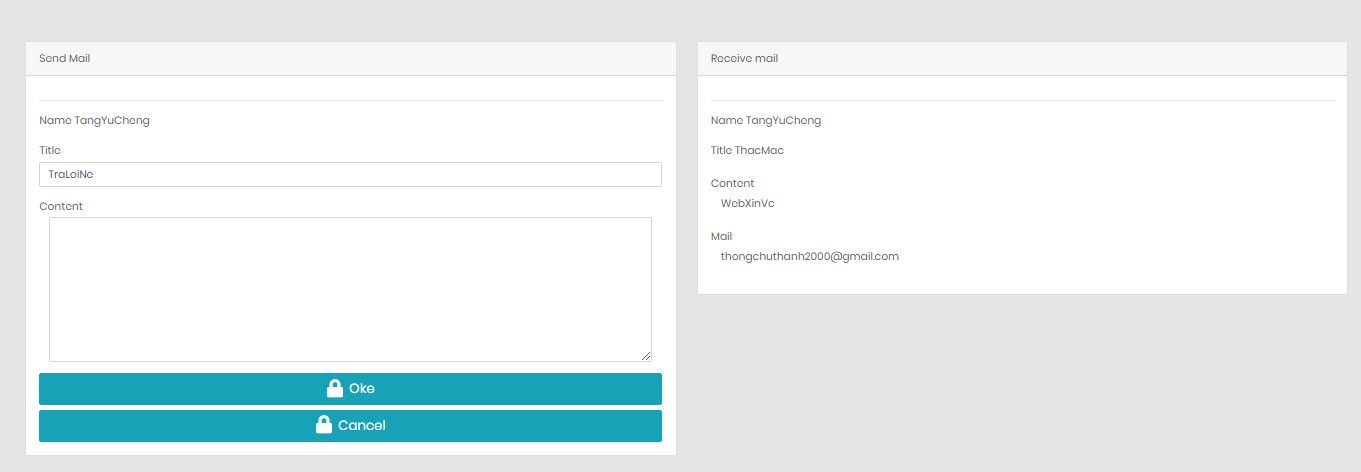 Send Mail
Name TangYuCheng
Title
TraLoiNe
Content
Oke
Cancel
Receive mail
Name TangYuCheng
Title ThacMac
Content
WebXinVc
Mail
thongchuthanh2000@gmail.com